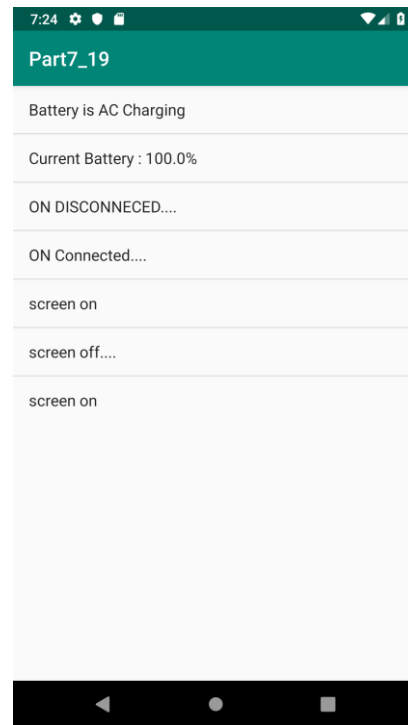 7:24
Part7_19
Battery is AC Charging
Current Battery : 100.0%
ON DISCONNECED....
ON Connected....
screen on
screen off....
screen on